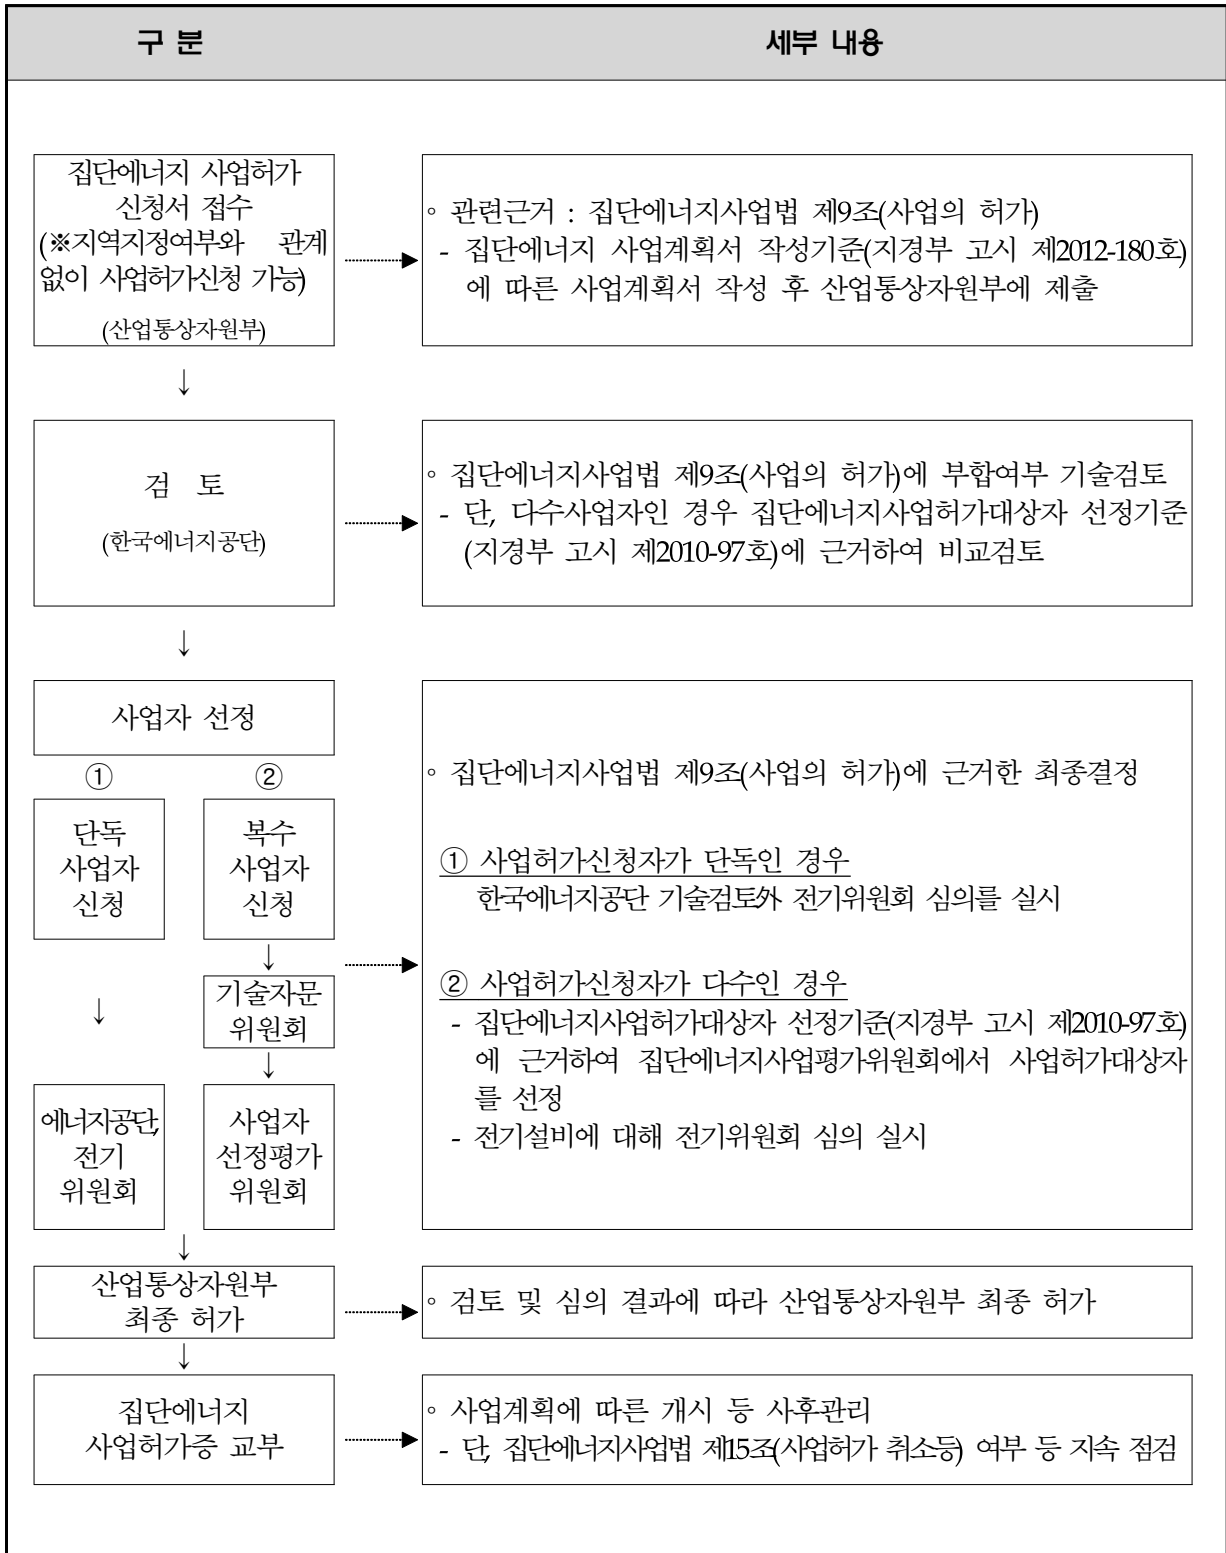 구 분
세부 내용
집단에너지 사업허가
신청서 접수
(※지역지정여부와 관계
없이 사업허가신청 가능)
(산업통상자원부)
◦ 관련근거 : 집단에너지사업법 제9조(사업의 허가)
- 집단에너지 사업계획서 작성기준(지경부 고시 제2012-180호)
에 따른 사업계획서 작성 후 산업통상자원부에 제출
↓
검 토
(한국에너지공단)
◦ 집단에너지사업법 제9조(사업의 허가)에 부합여부 기술검토
- 단, 다수사업자인 경우 집단에너지사업허가대상자 선정기준
(지경부 고시 제2010-97호)에 근거하여 비교검토
↓
사업자 선정
① ②
단독
사업자
신청
↓
에너지공단,
전기
위원회
복수
사업자
신청
↓
기술자문
위원회
↓
사업자
선정평가
위원회
◦ 집단에너지사업법 제9조(사업의 허가)에 근거한 최종결정
① 사업허가신청자가 단독인 경우
한국에너지공단 기술검토外 전기위원회 심의를 실시
② 사업허가신청자가 다수인 경우
- 집단에너지사업허가대상자 선정기준(지경부 고시 제2010-97호)
에 근거하여 집단에너지사업평가위원회에서 사업허가대상자
를 선정
- 전기설비에 대해 전기위원회 심의 실시
↓
산업통상자원부
최종 허가
◦ 검토 및 심의 결과에 따라 산업통상자원부 최종 허가
↓
집단에너지
사업허가증 교부
◦ 사업계획에 따른 개시 등 사후관리
- 단, 집단에너지사업법 제15조(사업허가 취소등) 여부 등 지속 점검